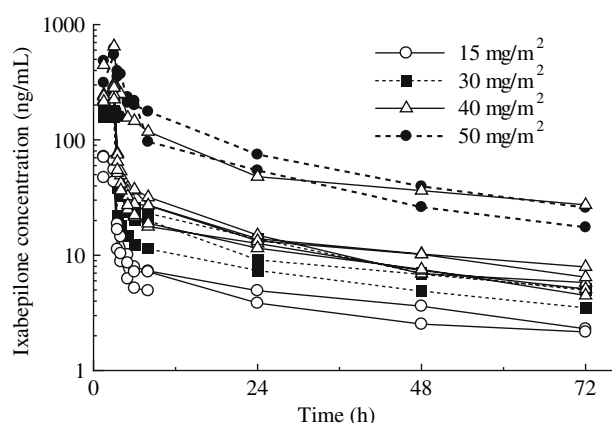 Ixabepilone concentration (ng/mL)
1000
100
10
1
0
24
48
72
Time (h)
15 mg/m²
30 mg/m²
40 mg/m²
50 mg/m²